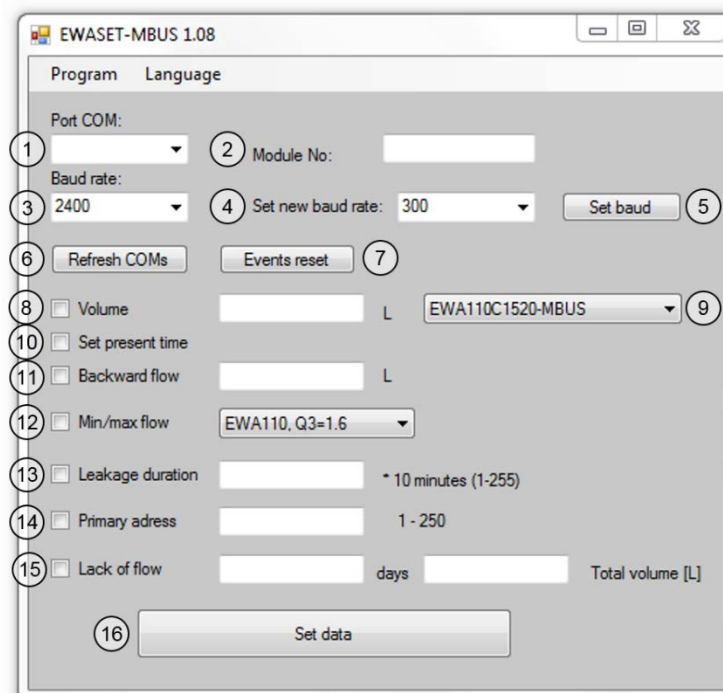 EWASET-MBUS 1.08
Program Language
Port COM:
1 2 Module No:
Baud rate:
3 2400 4 Set new baud rate: 300 Set baud 5
6 Refresh COMs Events reset 7
8 Volume L EWA110C1520-MBUS 9
10 Set present time
11 Backward flow L
12 Min/max flow EWA110, Q3=1.6
13 Leakage duration * 10 minutes (1-255)
14 Primary adress 1 - 250
15 Lack of flow days Total volume [L]
16 Set data